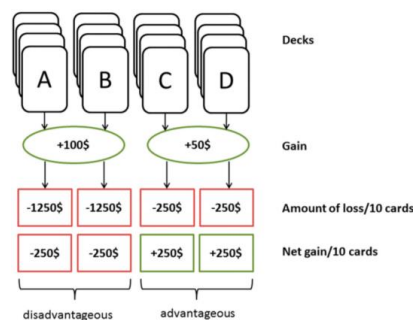 A B C D Decks
+100$ +50$ Gain
-1250$ -1250$ -250$ -250$ Amount of loss/10 cards
-250$ -250$ +250$ +250$ Net gain/10 cards
disadvantageous advantageous